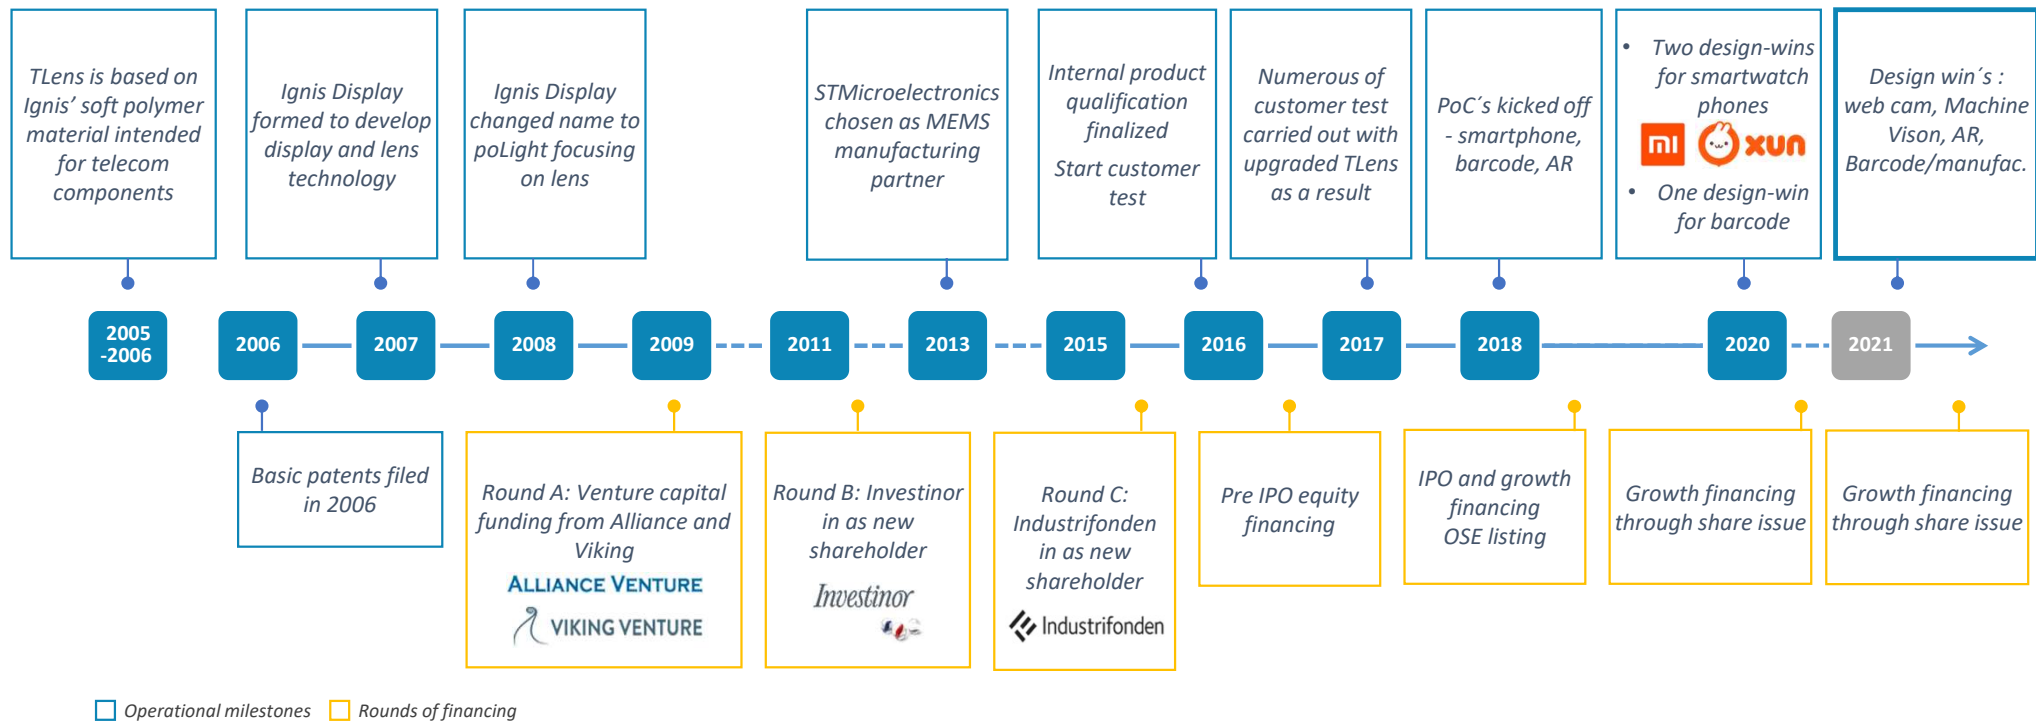 TLens is based on
Ignis’ soft polymer
material intended
for telecom
components
Ignis Display
formed to develop
display and lens
technology
Ignis Display
changed name to
poLight focusing
on lens
STMicroelectronics
chosen as MEMS
manufacturing
partner
Internal product
qualification
finalized
Start customer
test
Numerous of
customer test
carried out with
upgraded TLens
as a result
PoC´s kicked off
- smartphone,
barcode, AR
• Two design-wins
for smartwatch
phones
mi xun
• One design-win
for barcode
Design win´s :
web cam, Machine
Vison, AR,
Barcode/manufac.
2005
-2006
2006
2007
2008
2009
2011
2013
2015
2016
2017
2018
2020
2021
Basic patents filed
in 2006
Round A: Venture capital
funding from Alliance and
Viking
ALLIANCE VENTURE
VIKING VENTURE
Round B: Investinor
in as new
shareholder
Investinor
Round C:
Industrifonden
in as new
shareholder
Industrifonden
Pre IPO equity
financing
IPO and growth
financing
OSE listing
Growth financing
through share issue
Growth financing
through share issue
Operational milestones
Rounds of financing